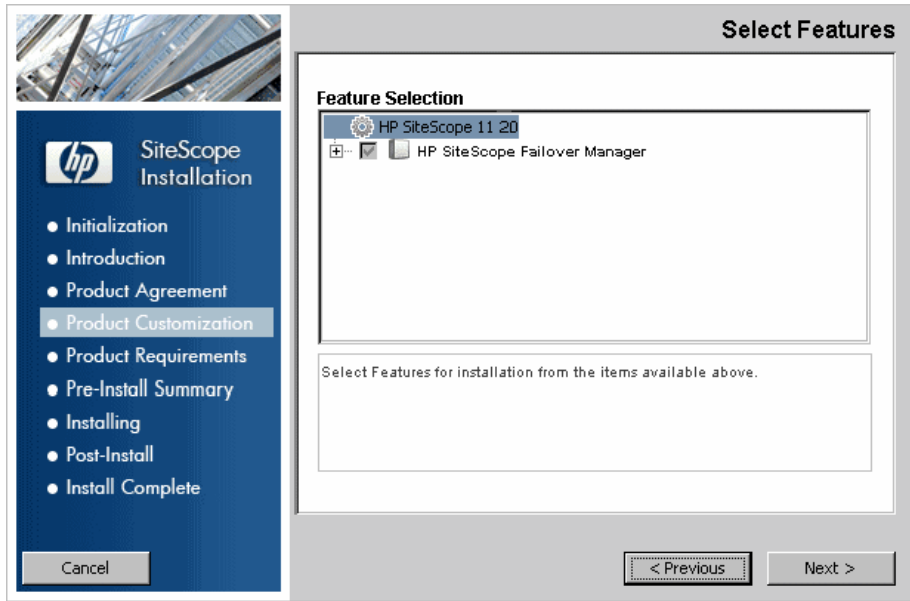 Select Features
hp
SiteScope
Installation
Initialization
Introduction
Product Agreement
Product Customization
Product Requirements
Pre-Install Summary
Installing
Post-Install
Install Complete
Feature Selection
HP SiteScope 11 20
HP SiteScope Failover Manager
Select Features for installation from the items available above.
Cancel
< Previous
Next >